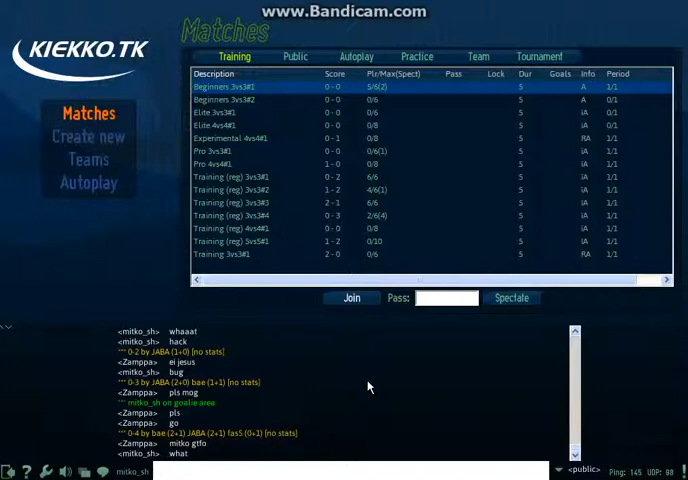 www.Bandicam.com
Matches
KIEKKO.TK
Training Public Autoplay Practice Team Tournament
Description Score Plr/Max(Spect) Pass Lock Dur Goals Info Period
Beginners 3vs3#1 0 - 0 5/6(2) 5 A 1/1
Beginners 3vs3#2 0 - 0 0/6 5 A 0/1
Elite 3vs3#1 0 - 0 0/6 5 IA 0/1
Elite 4vs4#1 0 - 0 0/8 5 IA 0/1
Experimental 4vs4#1 0 - 1 0/8 5 RA 1/1
Pro 3vs3#1 0 - 0 0/6(1) 5 IA 0/1
Pro 4vs4#1 1 - 0 0/8 5 IA 1/1
Training (reg) 3vs3#1 0 - 2 6/6 5 IA 1/1
Training (reg) 3vs3#2 1 - 2 4/6(1) 5 IA 1/1
Training (reg) 3vs3#3 2 - 1 6/6 5 IA 1/1
Training (reg) 3vs3#4 0 - 3 2/6(4) 5 IA 1/1
Training (reg) 4vs4#1 0 - 0 0/8 5 IA 1/1
Training (reg) 5vs5#1 1 - 2 0/10 5 IA 1/1
Training 3vs3#1 2 - 0 0/6 5 RA 1/1
Matches
Create new
Teams
Autoplay
Join Pass: Spectate
<mitko_sh> whaaat
<mitko_sh> hack
*** 0-2 by JABA (1+0) [no stats]
<Zamppa> ei jesus
<mitko_sh> bug
*** 0-3 by JABA (2+0) bae (1+1) [no stats]
<Zamppa> pls mog
*** mitko_sh on goalie area
<Zamppa> pls
<Zamppa> go
*** 0-4 by bae (2+1) JABA (2+1) fas5 (0+1) [no stats]
<Zamppa> mitko gtfo
<mitko_sh> what
mitko_sh <public> Ping: 145 UDP: 98